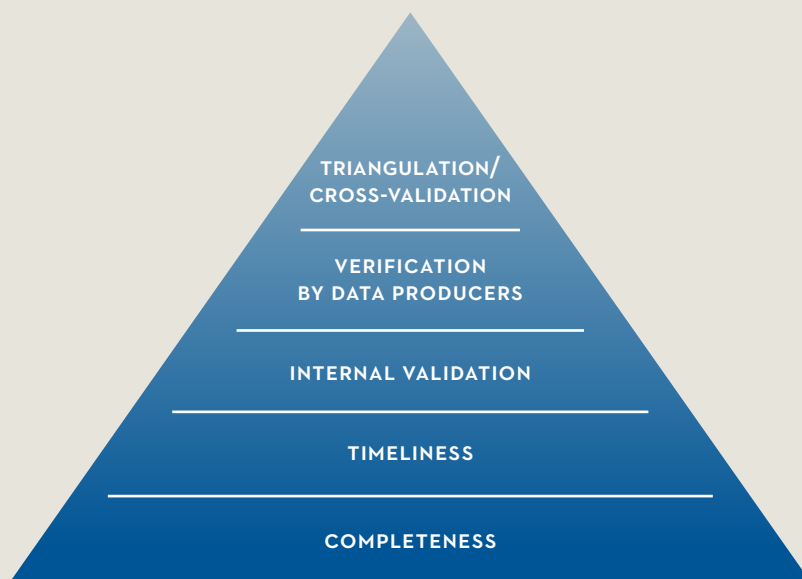 TRIANGULATION/
CROSS-VALIDATION
VERIFICATION
BY DATA PRODUCERS
INTERNAL VALIDATION
TIMELINESS
COMPLETENESS